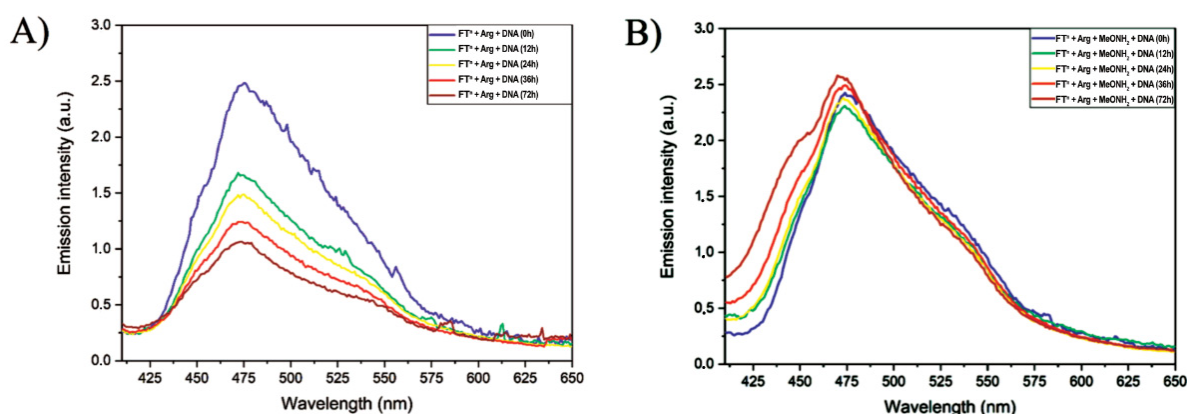 A)
FT* + Arg + DNA (0h)
FT* + Arg + DNA (12h)
FT* + Arg + DNA (24h)
FT* + Arg + DNA (36h)
FT* + Arg + DNA (72h)
Emission intensity (a.u.)
3.0
2.5
2.0
1.5
1.0
0.5
0.0
425 450 475 500 525 550 575 600 625 650
Wavelength (nm)
B)
FT* + Arg + MeONH₂ + DNA (0h)
FT* + Arg + MeONH₂ + DNA (12h)
FT* + Arg + MeONH₂ + DNA (24h)
FT* + Arg + MeONH₂ + DNA (36h)
FT* + Arg + MeONH₂ + DNA (72h)
Emission intensity (a.u.)
3.0
2.5
2.0
1.5
1.0
0.5
0.0
425 450 475 500 525 550 575 600 625 650
Wavelength (nm)